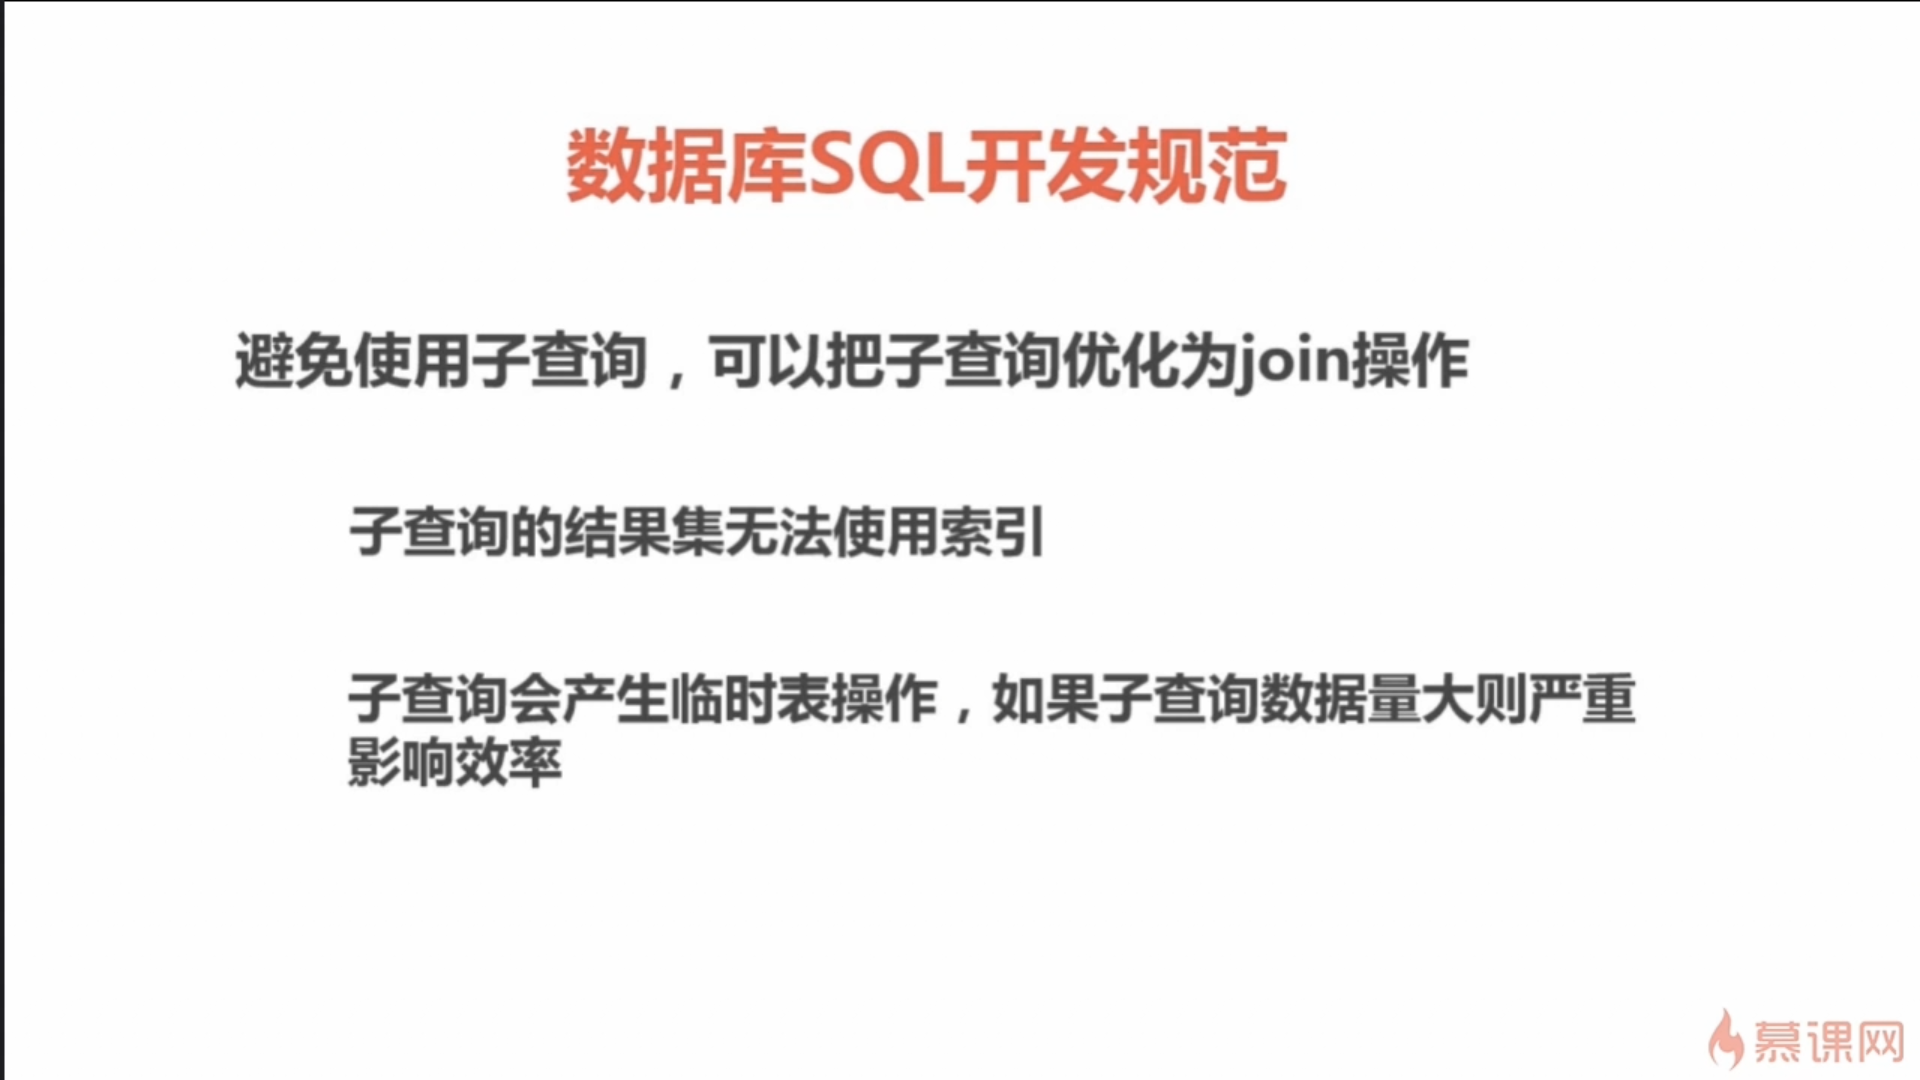 数据库SQL开发规范
避免使用子查询，可以把子查询优化为join操作
子查询的结果集无法使用索引
子查询会产生临时表操作，如果子查询数据量大则严重
影响效率
慕课网